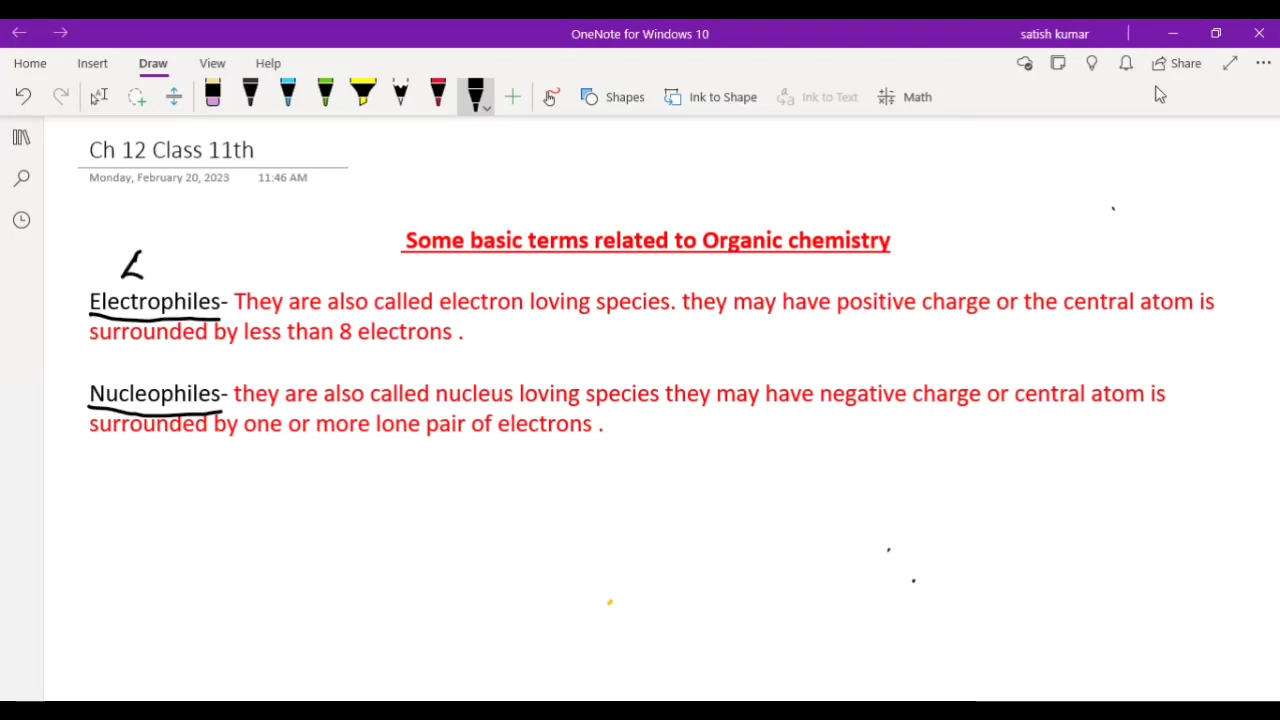 OneNote for Windows 10
satish kumar
Home Insert Draw View Help
Share
Shapes Ink to Shape Ink to Text Math
Ch 12 Class 11th
Monday, February 20, 2023 11:46 AM
Some basic terms related to Organic chemistry
L
Electrophiles- They are also called electron loving species. they may have positive charge or the central atom is
surrounded by less than 8 electrons .
Nucleophiles- they are also called nucleus loving species they may have negative charge or central atom is
surrounded by one or more lone pair of electrons .